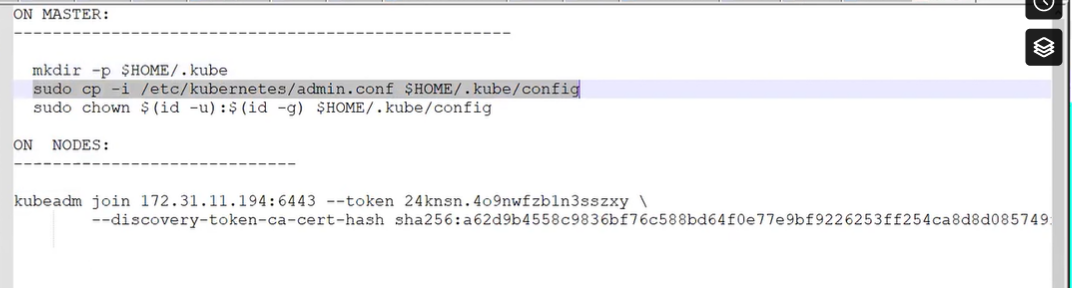 ON MASTER:
---------------------------------------------------
mkdir -p $HOME/.kube
sudo cp -i /etc/kubernetes/admin.conf $HOME/.kube/config
sudo chown $(id -u):$(id -g) $HOME/.kube/config
ON  NODES:
-----------------------------
kubeadm join 172.31.11.194:6443 --token 24knsn.4o9nwfzb1n3sszxy \
--discovery-token-ca-cert-hash sha256:a62d9b4558c9836bf76c588bd64f0e77e9bf9226253ff254ca8d8d085749